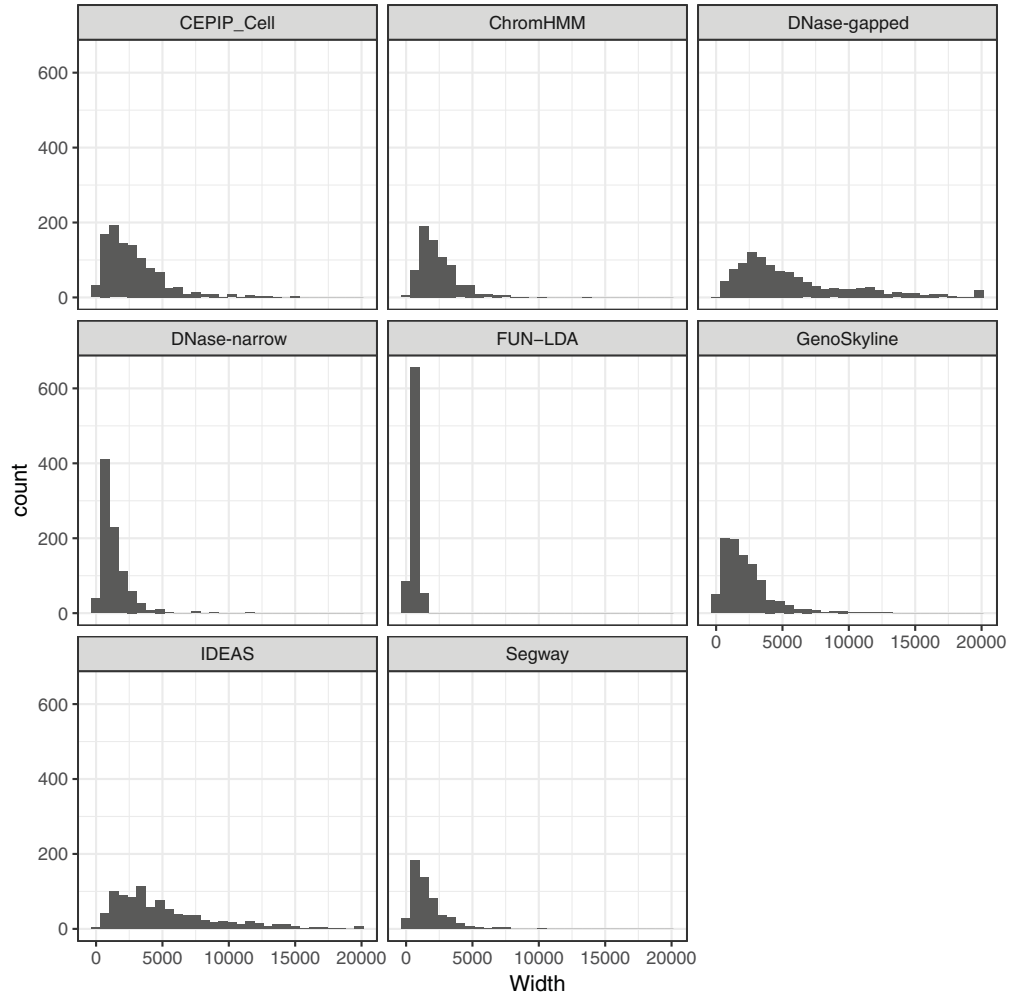 CEPIP_Cell ChromHMM DNase-gapped
600
400
200
0
DNase-narrow FUN−LDA GenoSkyline
600
400
200
0
0 5000 10000 15000 20000
IDEAS Segway
600
400
200
0
0 5000 10000 15000 20000 0 5000 10000 15000 20000
count
Width